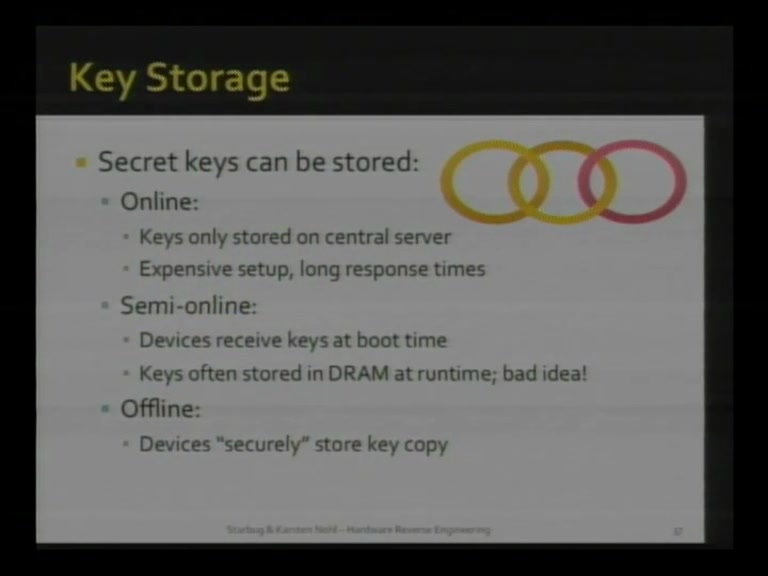 Key Storage
Secret keys can be stored:
Online:
Keys only stored on central server
Expensive setup, long response times
Semi-online:
Devices receive keys at boot time
Keys often stored in DRAM at runtime; bad idea!
Offline:
Devices "securely" store key copy
Starbug & Karsten Nohl – Hardware Reverse Engineering